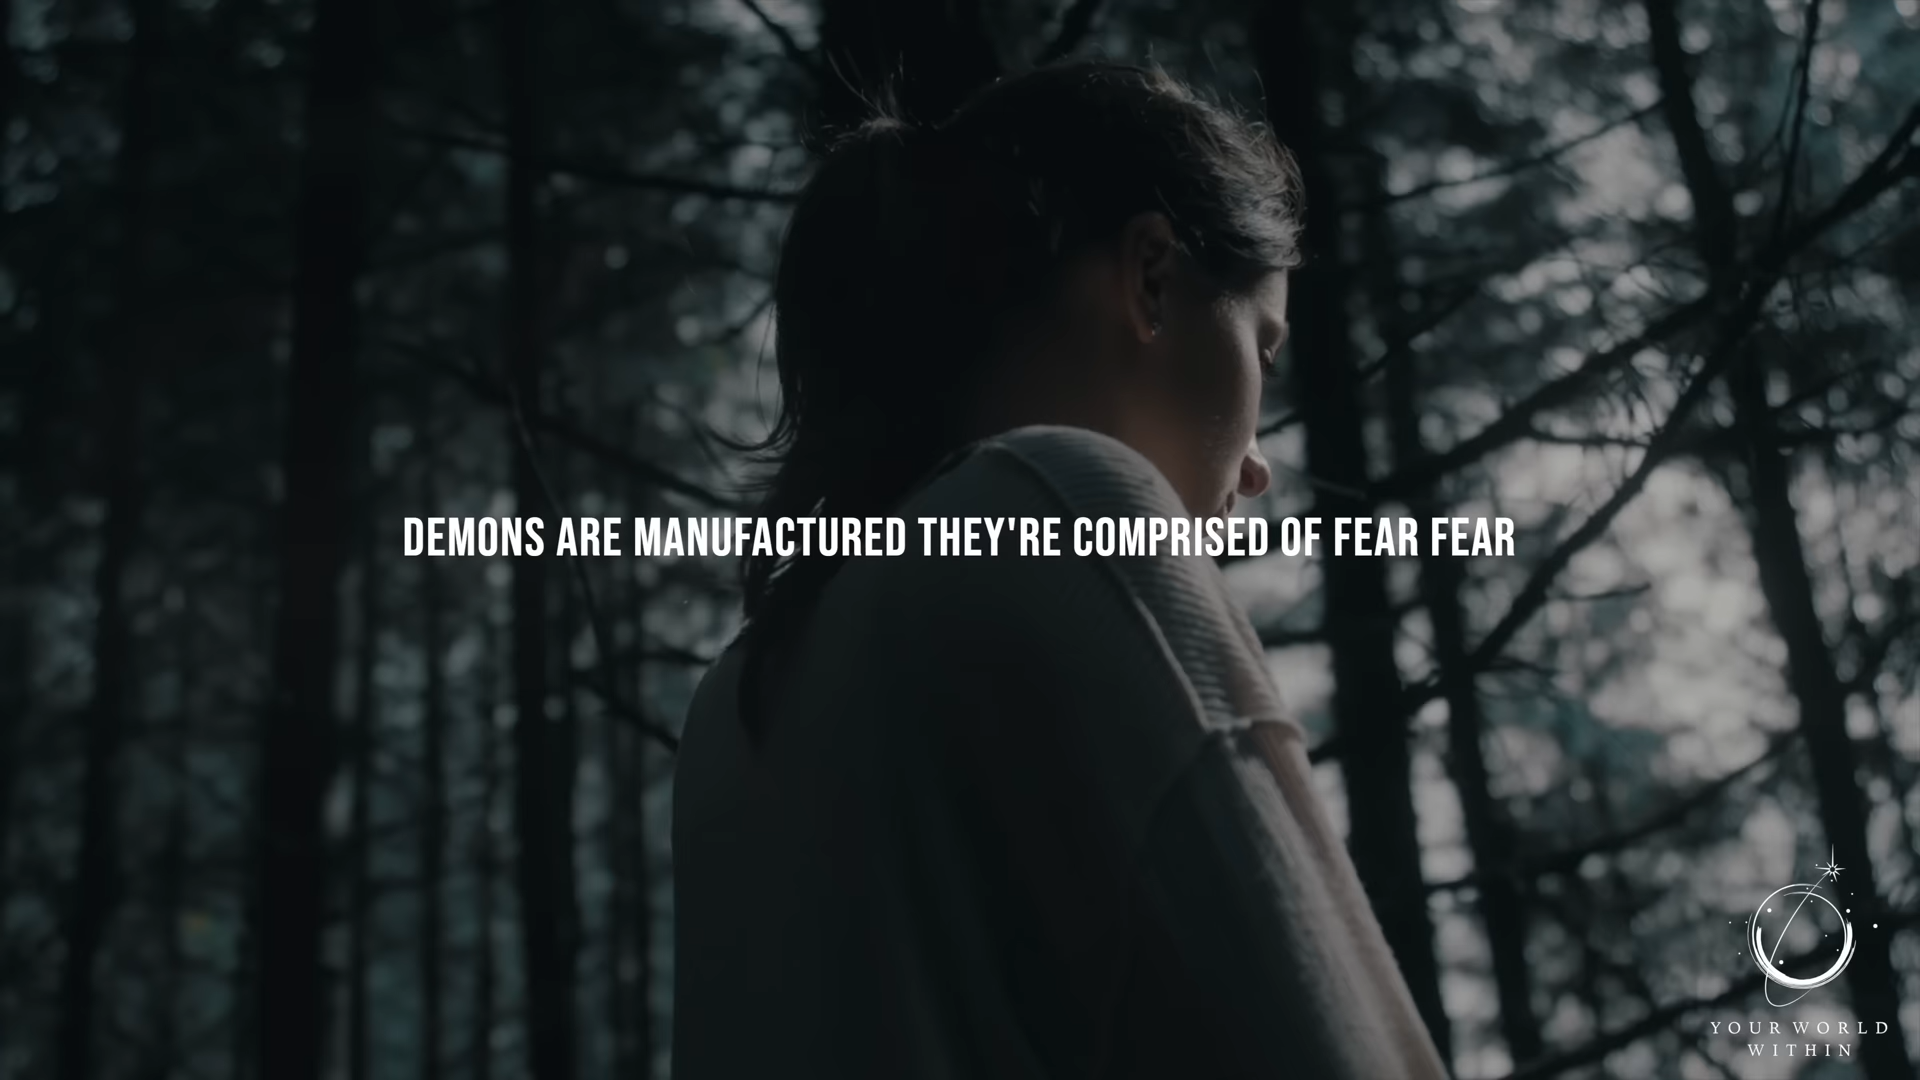 DEMONS ARE MANUFACTURED THEY'RE COMPRISED OF FEAR FEAR
YOUR WORLD
WITHIN